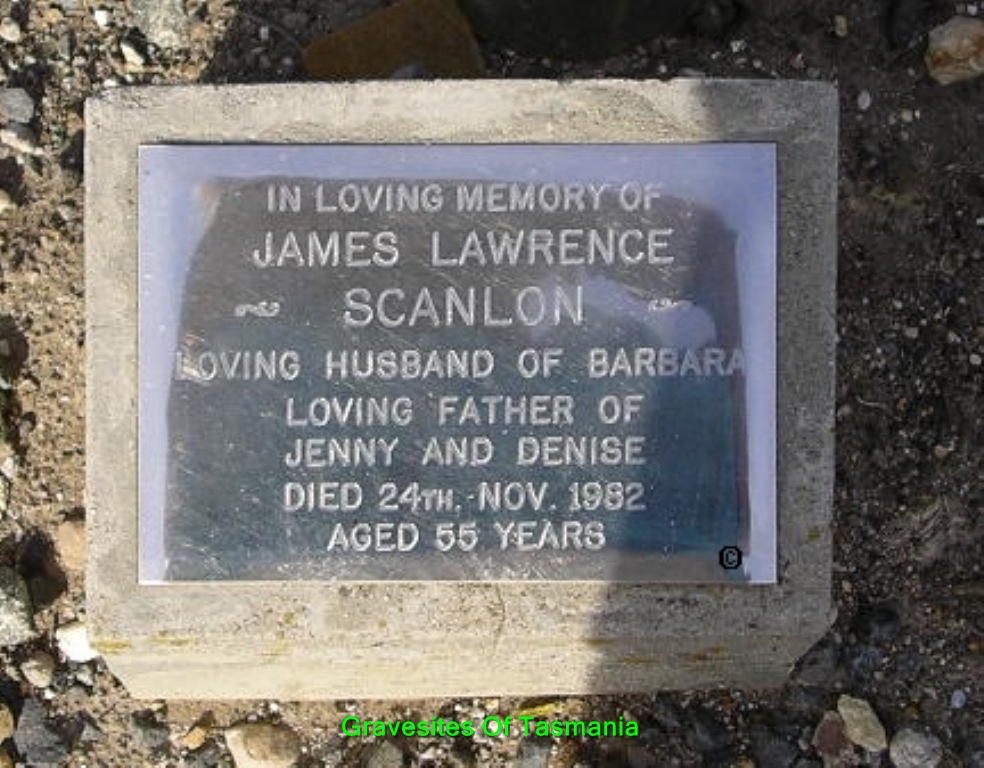 IN LOVING MEMORY OF
JAMES LAWRENCE
SCANLON
LOVING HUSBAND OF BARBARA
LOVING FATHER OF
JENNY AND DENISE
DIED 24TH. NOV. 1982
AGED 55 YEARS
©
Gravesites Of Tasmania